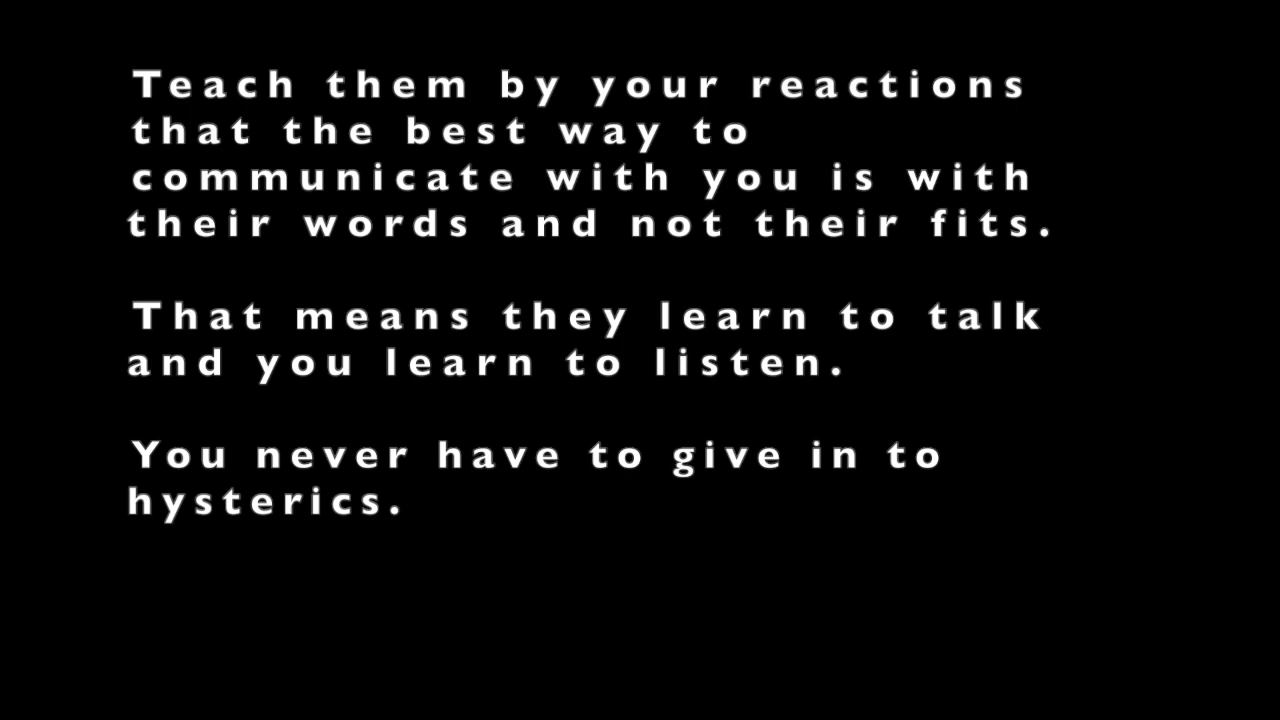 Teach them by your reactions
that the best way to
communicate with you is with
their words and not their fits.
That means they learn to talk
and you learn to listen.
You never have to give in to
hysterics.